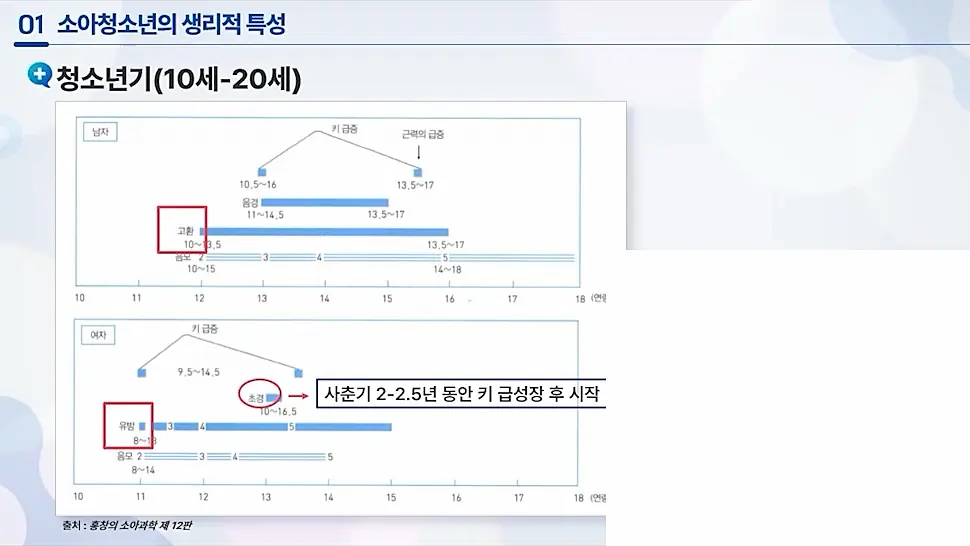 01 소아청소년의 생리적 특성
청소년기(10세-20세)
남자
키 급증
근력의 급증
10.5~16
13.5~17
음경
11~14.5
13.5~17
고환
10~13.5
13.5~17
음모 2 3 4 5
10~15
14~18
10 11 12 13 14 15 16 17 18 (연령
여자
키 급증
9.5~14.5
초경
사춘기 2-2.5년 동안 키 급성장 후 시작
10~16.5
유방 3 4 5
8~13
음모 2 3 4 5
8~14
10 11 12 13 15 15 16 17 18 (연령
출처 : 홍창의 소아과학 제 12판